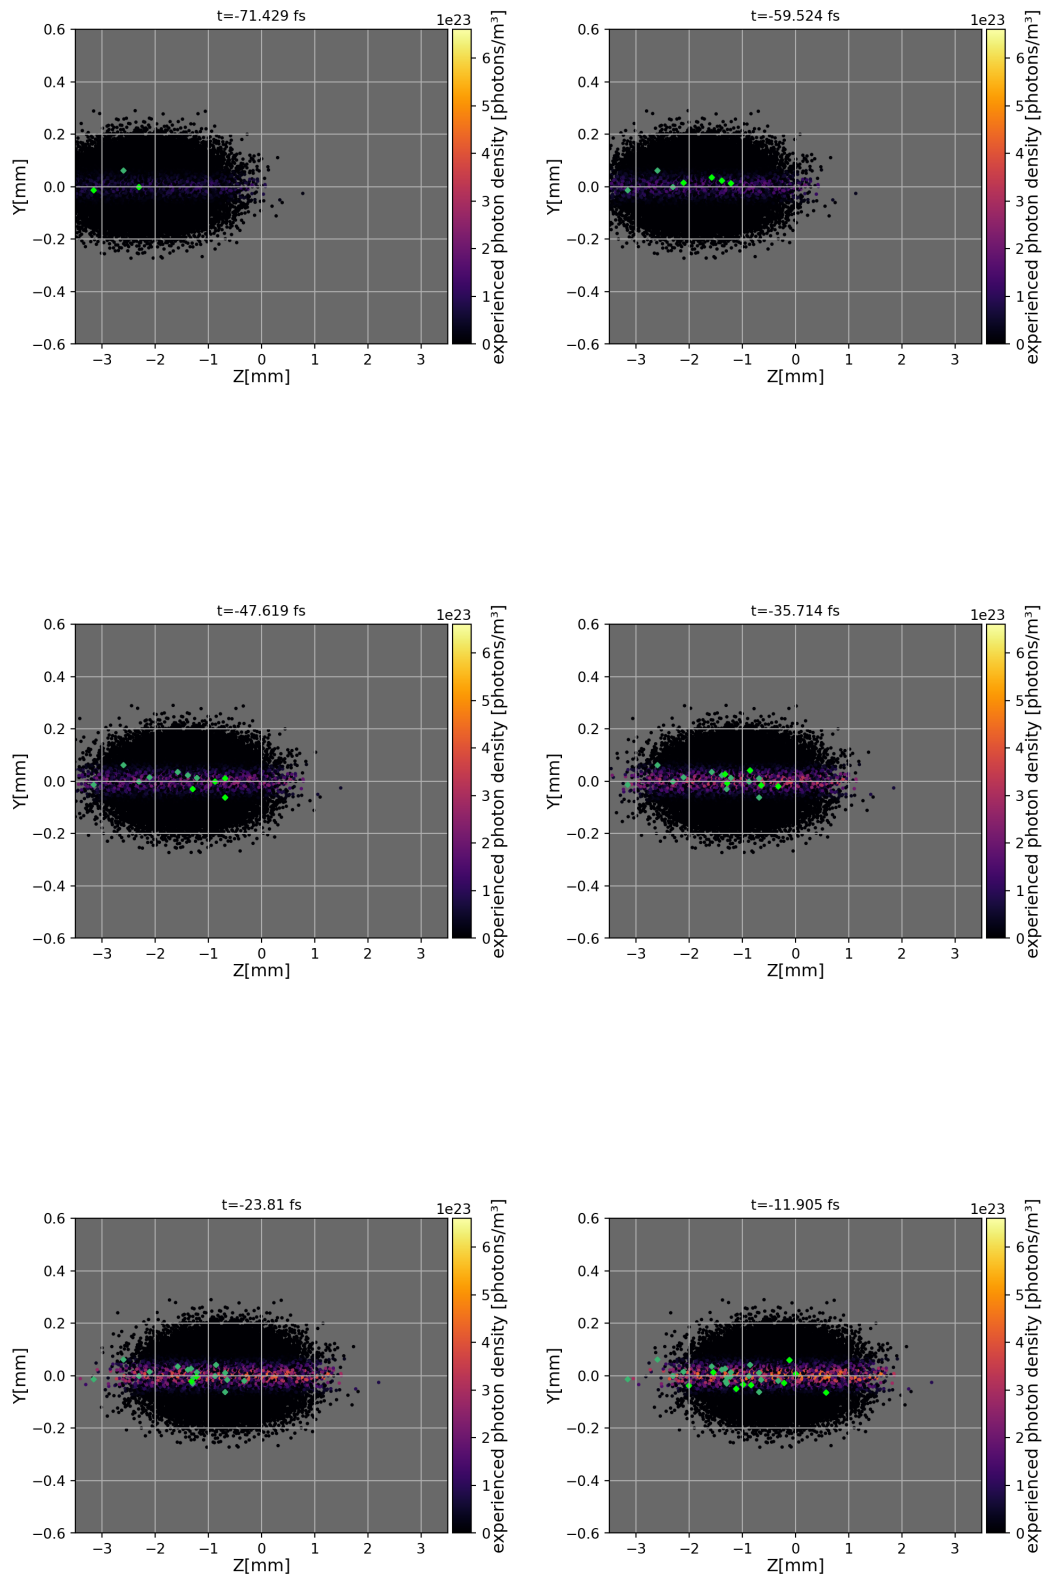 t=-71.429 fs
1e23
0.6
0.4
0.2
0.0
−0.2
−0.4
−0.6
Y[mm]
−3 −2 −1 0 1 2 3
Z[mm]
6
5
4
3
2
1
0
experienced photon density [photons/m³]
t=-59.524 fs
1e23
0.6
0.4
0.2
0.0
−0.2
−0.4
−0.6
Y[mm]
−3 −2 −1 0 1 2 3
Z[mm]
6
5
4
3
2
1
0
experienced photon density [photons/m³]
t=-47.619 fs
1e23
0.6
0.4
0.2
0.0
−0.2
−0.4
−0.6
Y[mm]
−3 −2 −1 0 1 2 3
Z[mm]
6
5
4
3
2
1
0
experienced photon density [photons/m³]
t=-35.714 fs
1e23
0.6
0.4
0.2
0.0
−0.2
−0.4
−0.6
Y[mm]
−3 −2 −1 0 1 2 3
Z[mm]
6
5
4
3
2
1
0
experienced photon density [photons/m³]
t=-23.81 fs
1e23
0.6
0.4
0.2
0.0
−0.2
−0.4
−0.6
Y[mm]
−3 −2 −1 0 1 2 3
Z[mm]
6
5
4
3
2
1
0
experienced photon density [photons/m³]
t=-11.905 fs
1e23
0.6
0.4
0.2
0.0
−0.2
−0.4
−0.6
Y[mm]
−3 −2 −1 0 1 2 3
Z[mm]
6
5
4
3
2
1
0
experienced photon density [photons/m³]